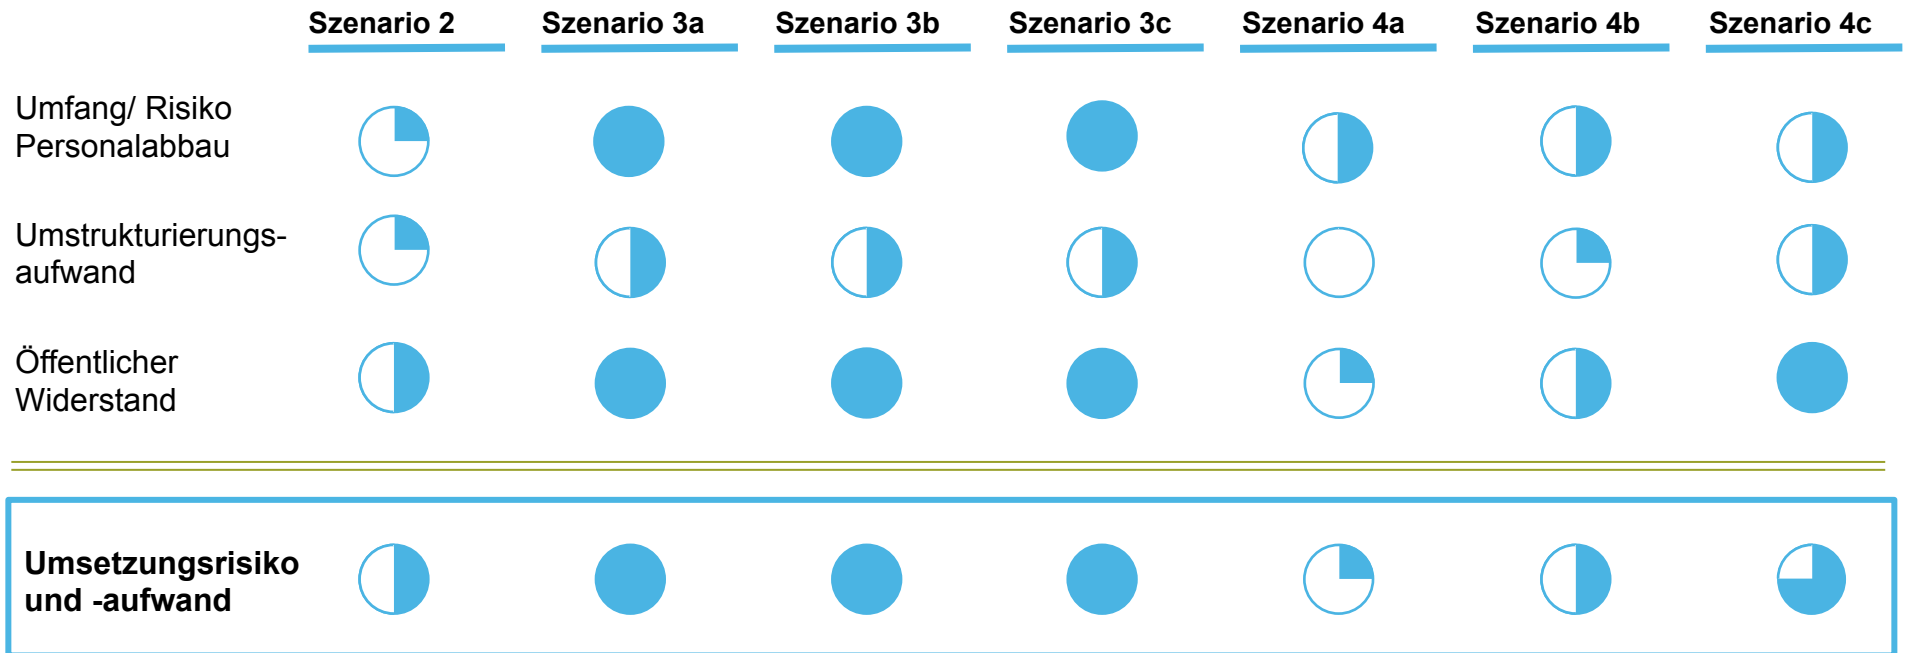 Szenario 2 Szenario 3a Szenario 3b Szenario 3c Szenario 4a Szenario 4b Szenario 4c
Umfang/ Risiko
Personalabbau
Umstrukturierungs-
aufwand
Öffentlicher
Widerstand
Umsetzungsrisiko
und -aufwand